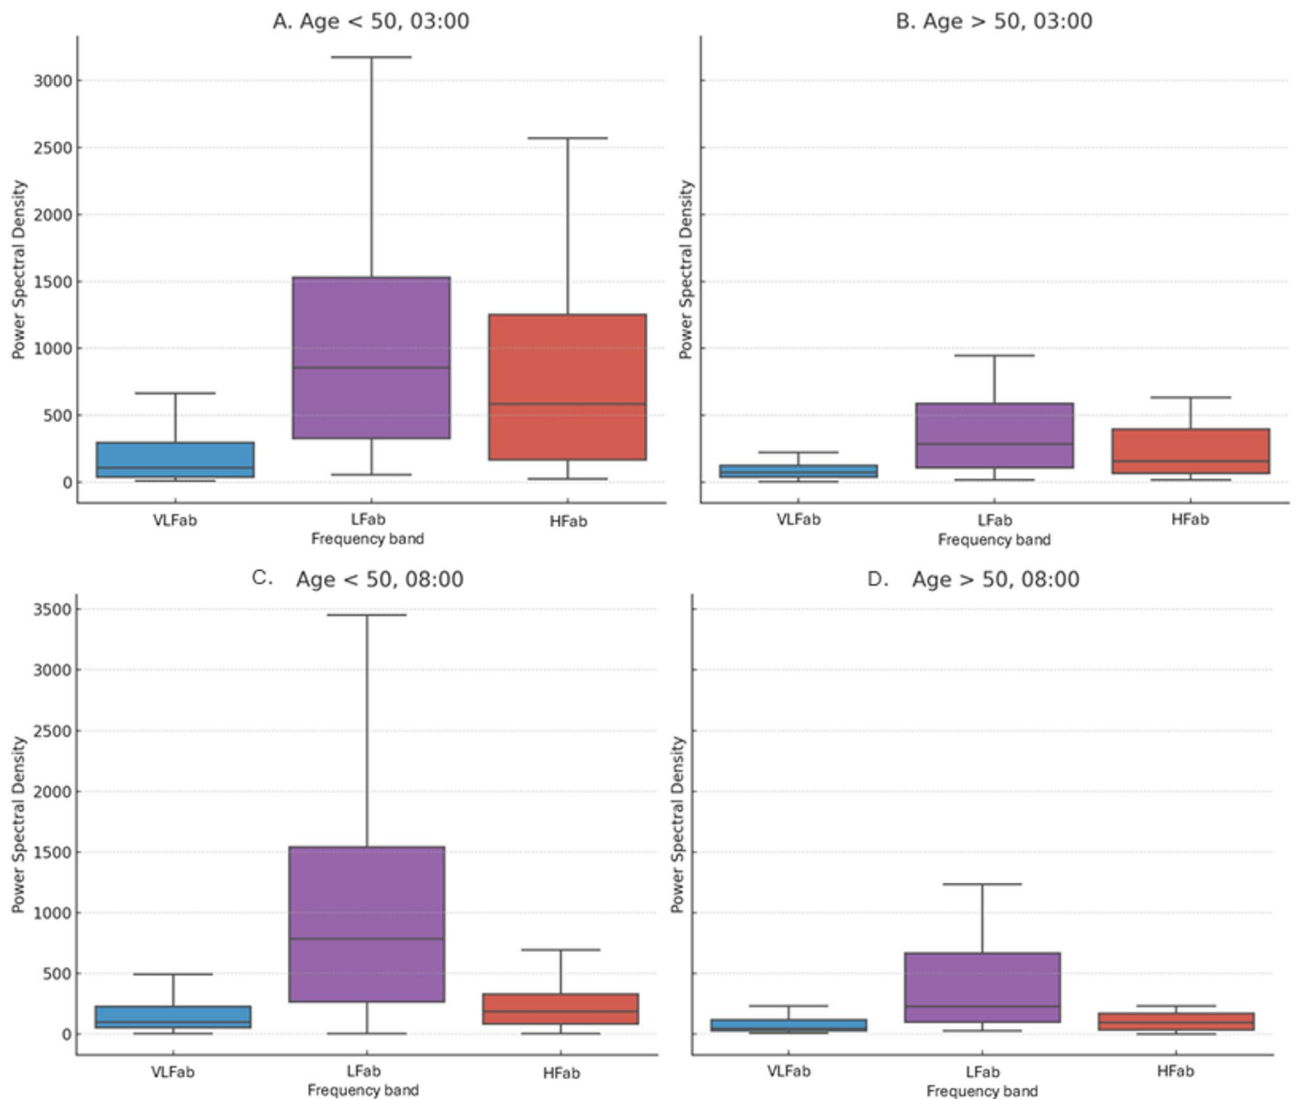 A. Age < 50, 03:00
3000
2500
2000
1500
1000
500
0
Power Spectral Density
VLFab LFab HFab
Frequency band
B. Age > 50, 03:00
Power Spectral Density
VLFab LFab HFab
Frequency band
C. Age < 50, 08:00
3500
3000
2500
2000
1500
1000
500
0
Power Spectral Density
VLFab LFab HFab
Frequency band
D. Age > 50, 08:00
Power Spectral Density
VLFab LFab HFab
Frequency band